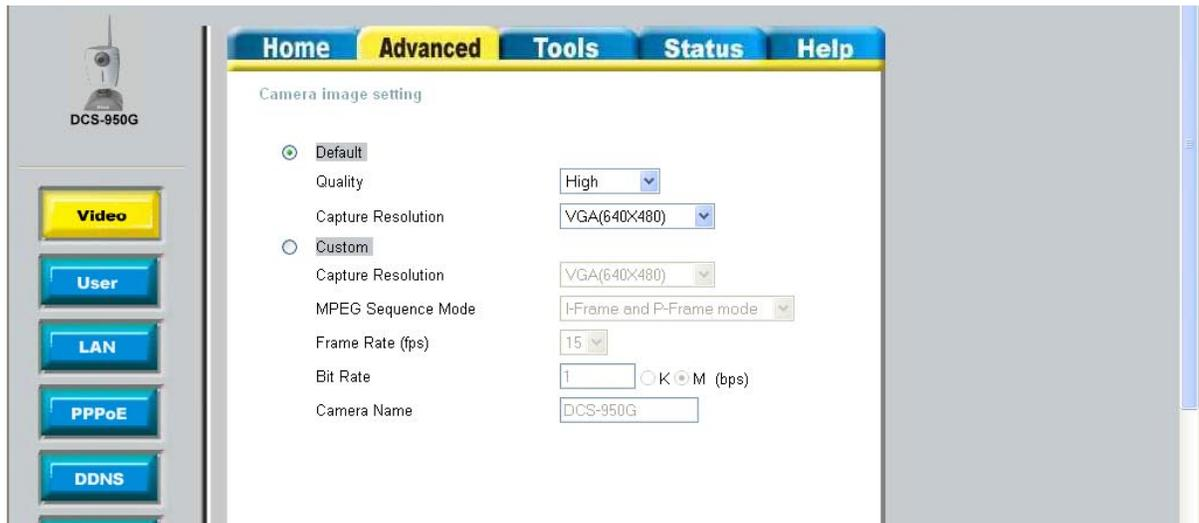 DCS-950G
Video
User
LAN
PPPoE
DDNS
Home Advanced Tools Status Help
Camera image setting
Default
Quality High
Capture Resolution VGA(640X480)
Custom
Capture Resolution VGA(640X480)
MPEG Sequence Mode I-Frame and P-Frame mode
Frame Rate (fps) 15
Bit Rate 1 K M (bps)
Camera Name DCS-950G